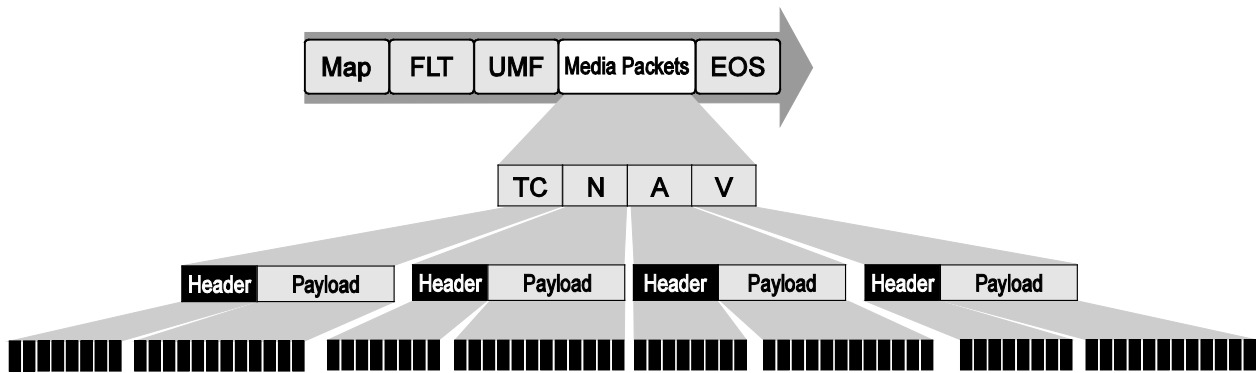 Map FLT UMF Media Packets EOS
TC N A V
Header Payload Header Payload Header Payload Header Payload